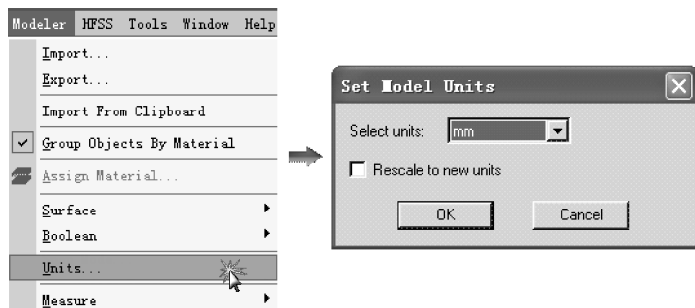 Modeler HFSS Tools Window Help
Import...
Export...
Import From Clipboard
Group Objects By Material
Assign Material...
Surface
Boolean
Units...
Measure
Set Model Units
Select units: mm
Rescale to new units
OK Cancel